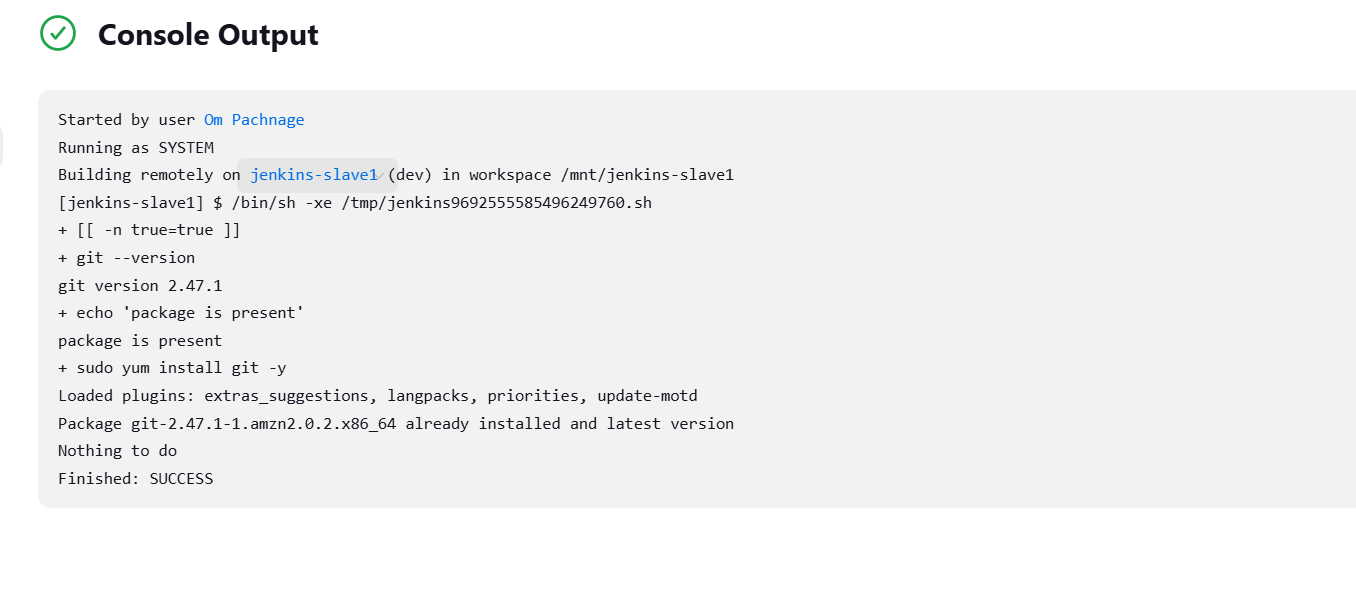 Console Output
Started by user Om Pachnage
Running as SYSTEM
Building remotely on jenkins-slave1 (dev) in workspace /mnt/jenkins-slave1
[jenkins-slave1] $ /bin/sh -xe /tmp/jenkins9692555585496249760.sh
+ [[ -n true=true ]]
+ git --version
git version 2.47.1
+ echo 'package is present'
package is present
+ sudo yum install git -y
Loaded plugins: extras_suggestions, langpacks, priorities, update-motd
Package git-2.47.1-1.amzn2.0.2.x86_64 already installed and latest version
Nothing to do
Finished: SUCCESS